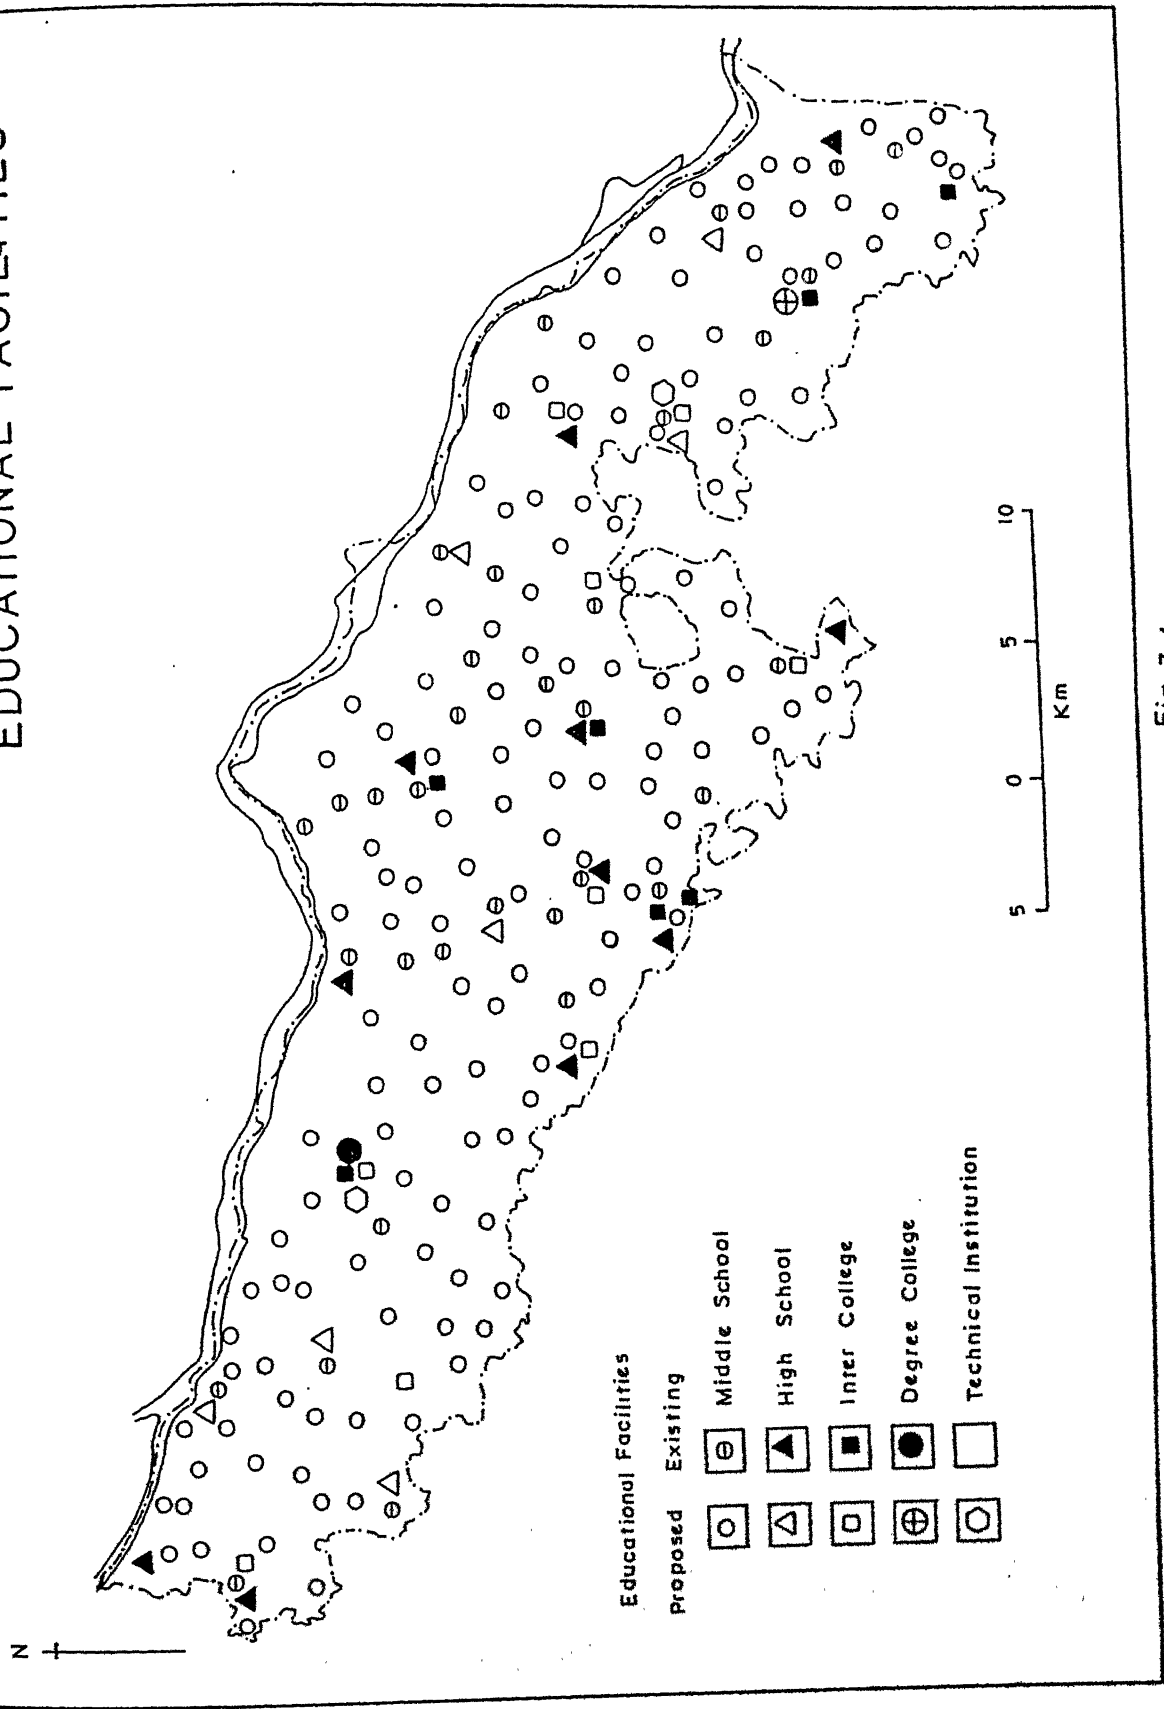 EDUCATIONAL FACILITIES
N
Educational Facilities
Proposed Existing
Middle School
High School
Inter College
Degree College
Technical Institution
5 0 5 10
Km